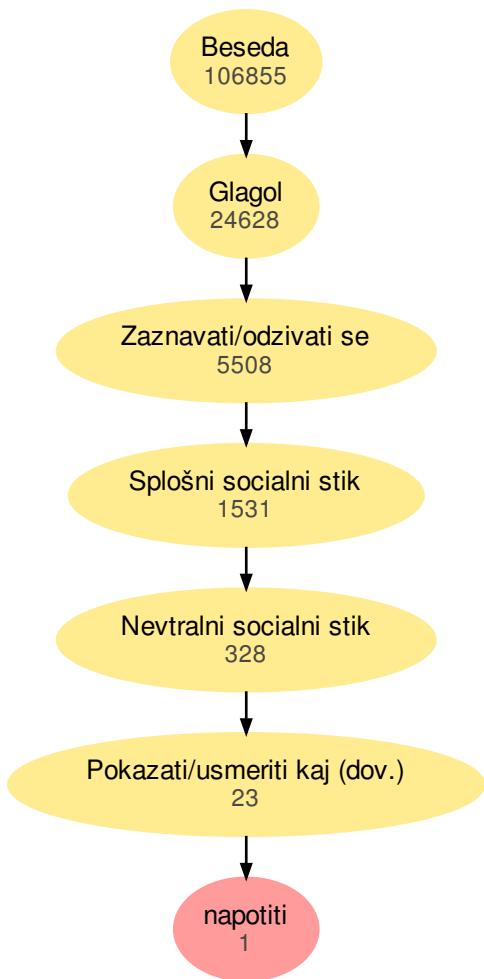 Beseda
106855
Glagol
24628
Zaznavati/odzivati se
5508
Splošni socialni stik
1531
Nevtralni socialni stik
328
Pokazati/usmeriti kaj (dov.)
23
napotiti
1